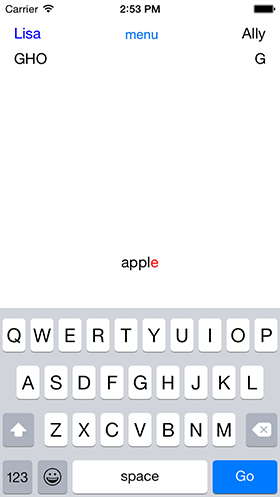 Carrier 2:53 PM
Lisa menu Ally
GHO G
apple
Q W E R T Y U I O P
A S D F G H J K L
Z X C V B N M
123 space Go